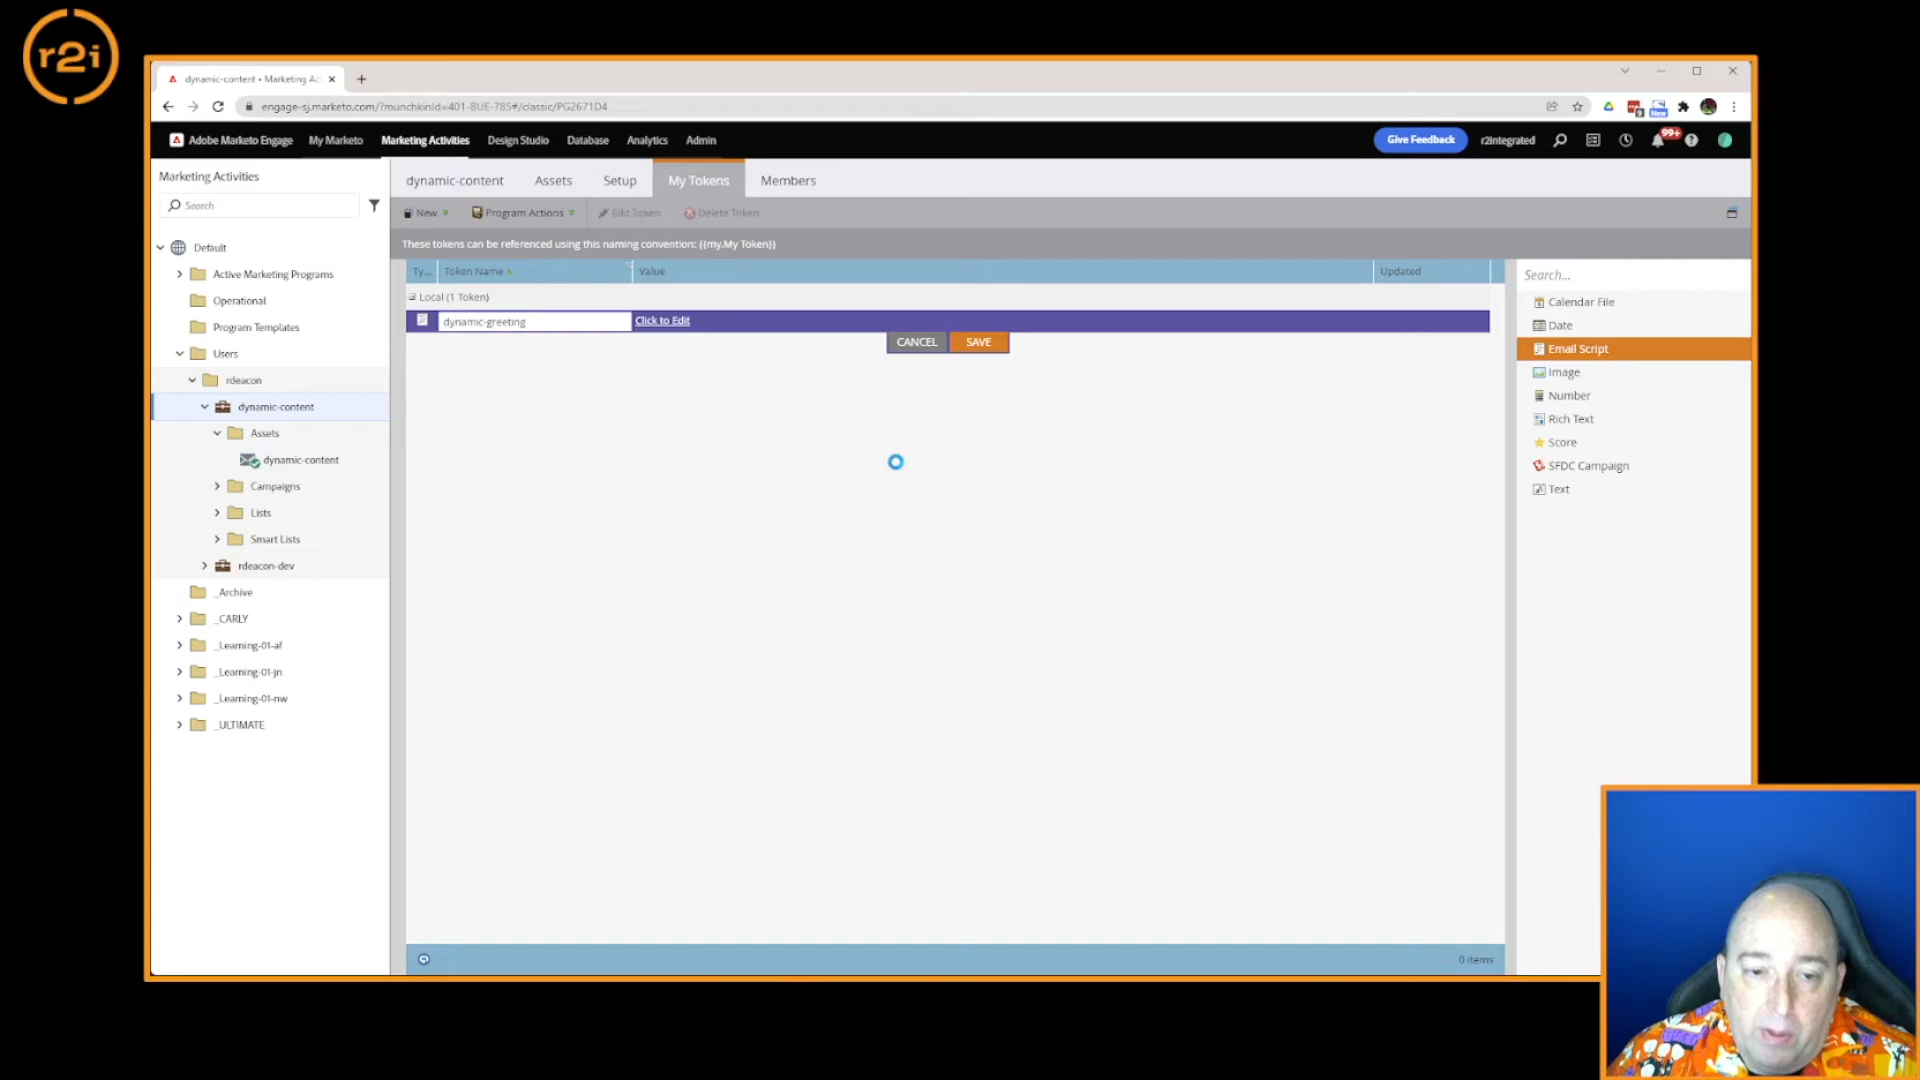 r2i
dynamic-content • Marketing Ac
engage-sj.marketo.com/?munchkinId=401-BUE-785#/classic/PG2671D4
New
Adobe Marketo Engage
My Marketo
Marketing Activities
Design Studio
Database
Analytics
Admin
Give Feedback
r2integrated
99+
Marketing Activities
dynamic-content
Assets
Setup
My Tokens
Members
Search
New
Program Actions
Edit Token
Delete Token
These tokens can be referenced using this naming convention: {{my.My Token}}
Default
Active Marketing Programs
Operational
Program Templates
Users
rdeacon
dynamic-content
Assets
dynamic-content
Campaigns
Lists
Smart Lists
rdeacon-dev
_Archive
_CARLY
_Learning-01-af
_Learning-01-jn
_Learning-01-nw
_ULTIMATE
Ty...
Token Name
Value
Updated
Local (1 Token)
dynamic-greeting
Click to Edit
CANCEL
SAVE
0 items
Search...
Calendar File
Date
Email Script
Image
Number
Rich Text
Score
SFDC Campaign
Text